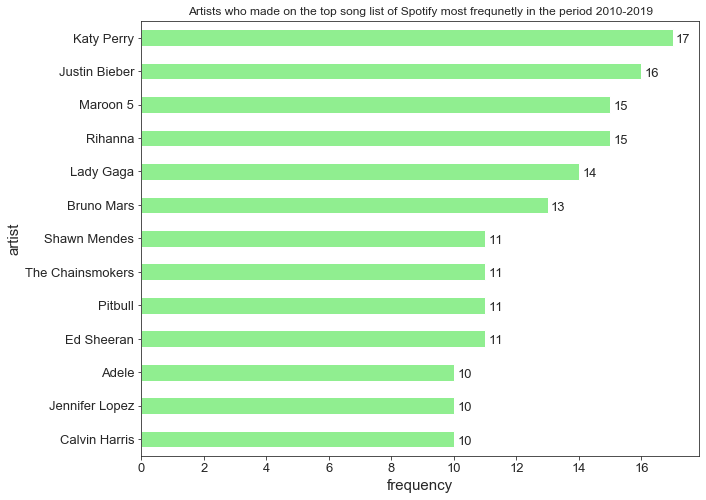 Artists who made on the top song list of Spotify most frequnetly in the period 2010-2019
artist
Katy Perry 17
Justin Bieber 16
Maroon 5 15
Rihanna 15
Lady Gaga 14
Bruno Mars 13
Shawn Mendes 11
The Chainsmokers 11
Pitbull 11
Ed Sheeran 11
Adele 10
Jennifer Lopez 10
Calvin Harris 10
0 2 4 6 8 10 12 14 16
frequency